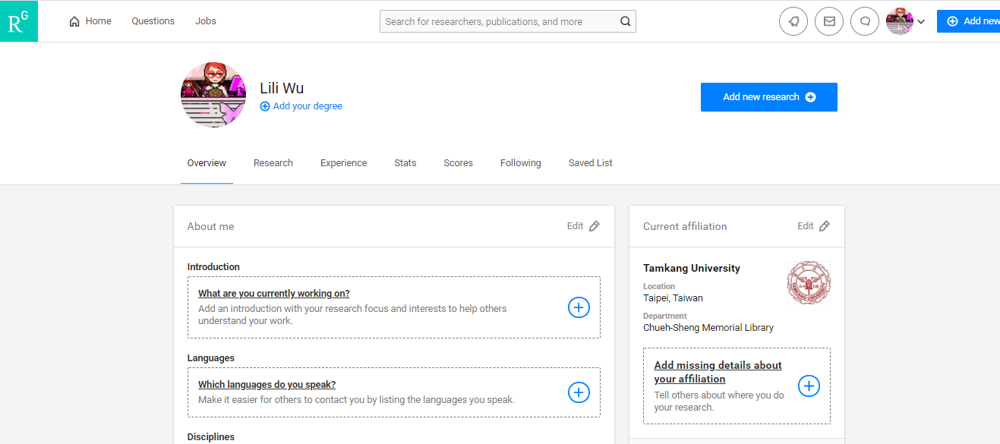 RG
Home
Questions
Jobs
Search for researchers, publications, and more
Add new
Lili Wu
Add your degree
Add new research
Overview
Research
Experience
Stats
Scores
Following
Saved List
About me
Edit
Introduction
What are you currently working on?
Add an introduction with your research focus and interests to help others
understand your work.
Languages
Which languages do you speak?
Make it easier for others to contact you by listing the languages you speak.
Disciplines
Current affiliation
Edit
Tamkang University
TAMKANG UNIVERSITY
Location
Taipei, Taiwan
Department
Chueh-Sheng Memorial Library
Add missing details about
your affiliation
Tell others about where you do
your research.